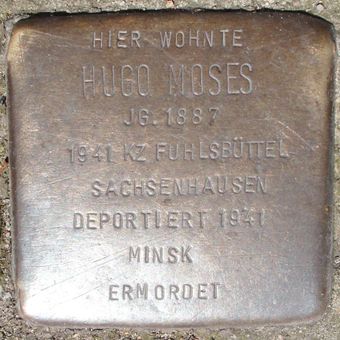 HIER WOHNTE
HUGO MOSES
JG. 1887
1941 KZ FUHLSBÜTTEL
SACHSENHAUSEN
DEPORTIERT 1941
MINSK
ERMORDET